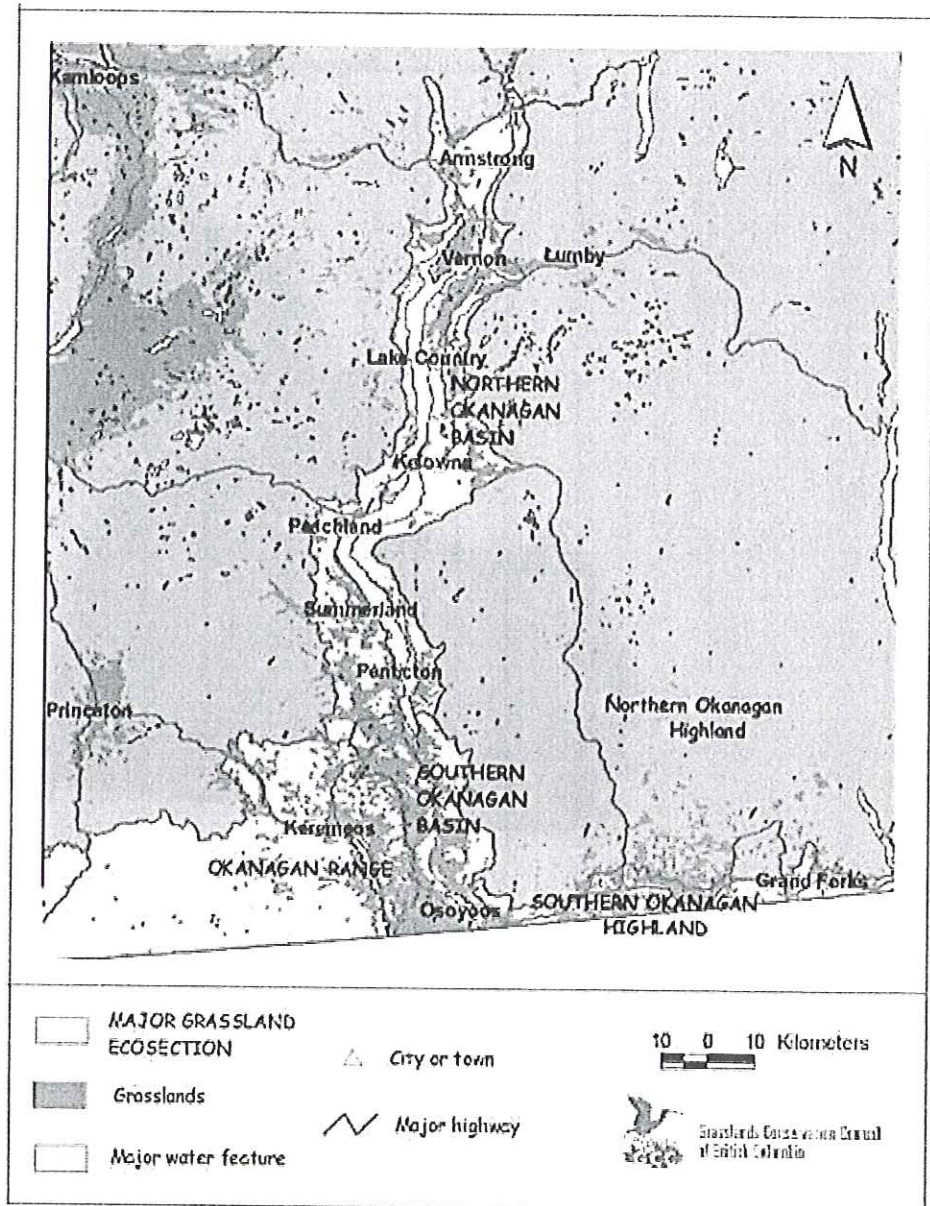 Kamloops
Armstrong
N
Vernon
Lumby
Lake Country
NORTHERN
OKANAGAN
BASIN
Kelowna
Peachland
Summerland
Penticton
Princeton
Northern Okanagan
Highland
SOUTHERN
OKANAGAN
BASIN
Keremeos
OKANAGAN RANGE
Grand Forks
Osoyoos
SOUTHERN OKANAGAN
HIGHLAND
MAJOR GRASSLAND
ECOSECTION
City or town
10 0 10 Kilometers
Grasslands
Major highway
Grasslands Conservation Council
of British Columbia
Major water feature